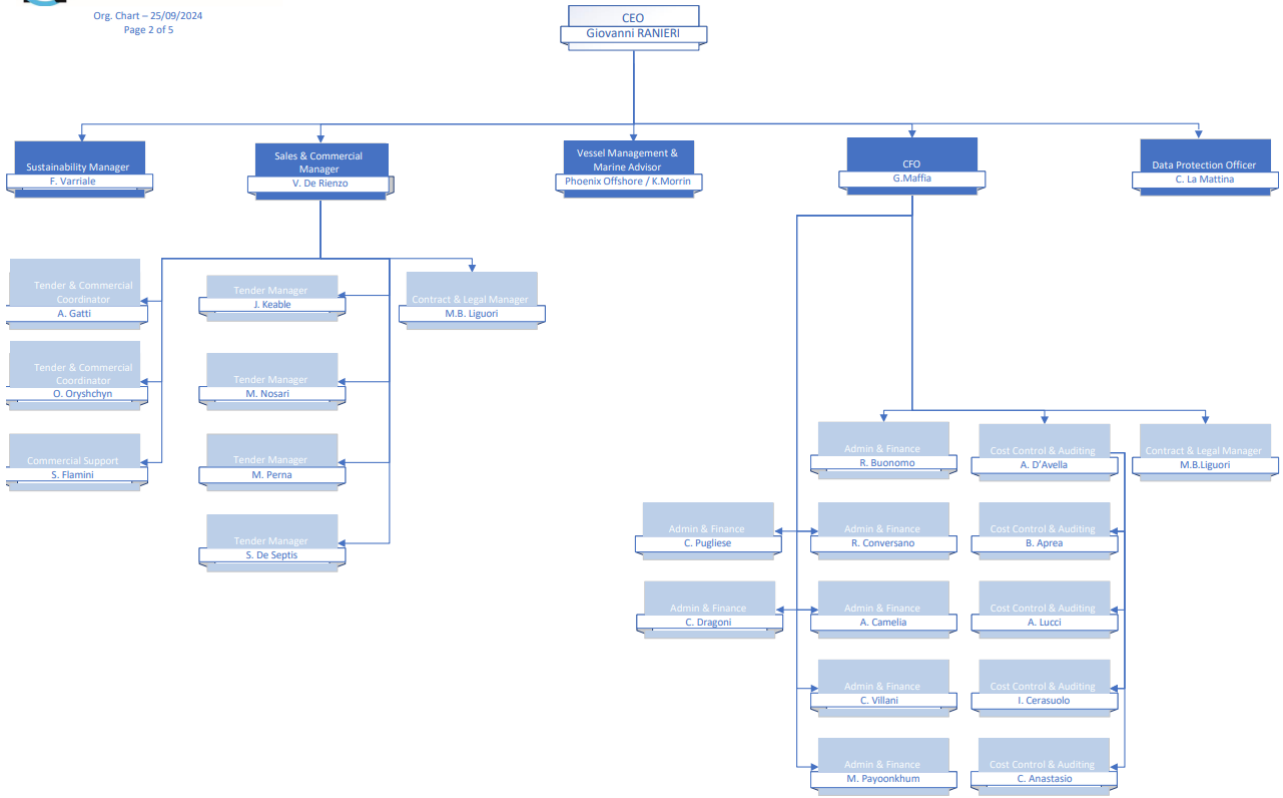 Org. Chart – 25/09/2024
Page 2 of 5
CEO
Giovanni RANIERI
Sustainability Manager
F. Varriale
Sales & Commercial
Manager
V. De Rienzo
Vessel Management &
Marine Advisor
Phoenix Offshore / K.Morrin
CFO
G.Maffia
Data Protection Officer
C. La Mattina
Tender & Commercial
Coordinator
A. Gatti
Tender Manager
J. Keable
Contract & Legal Manager
M.B. Liguori
Tender & Commercial
Coordinator
O. Oryshchyn
Tender Manager
M. Nosari
Commercial Support
S. Flamini
Tender Manager
M. Perna
Tender Manager
S. De Septis
Admin & Finance
R. Buonomo
Cost Control & Auditing
A. D'Avella
Contract & Legal Manager
M.B.Liguori
Admin & Finance
C. Pugliese
Admin & Finance
R. Conversano
Cost Control & Auditing
B. Aprea
Admin & Finance
C. Dragoni
Admin & Finance
A. Camelia
Cost Control & Auditing
A. Lucci
Admin & Finance
C. Villani
Cost Control & Auditing
I. Cerasuolo
Admin & Finance
M. Payoonkhum
Cost Control & Auditing
C. Anastasio